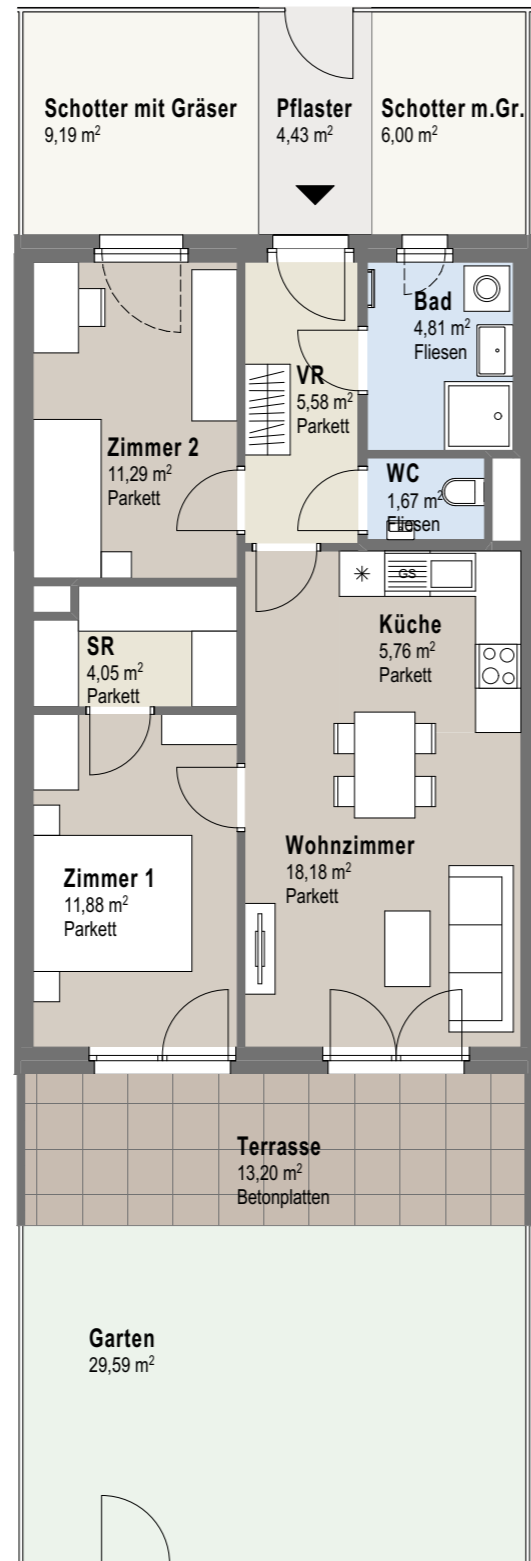 Schotter mit Gräser
9,19 m²
Pflaster
4,43 m²
Schotter m.Gr.
6,00 m²
Bad
4,81 m²
Fliesen
VR
5,58 m²
Parkett
Zimmer 2
11,29 m²
Parkett
WC
1,67 m²
Fliesen
GS
Küche
5,76 m²
Parkett
SR
4,05 m²
Parkett
Wohnzimmer
18,18 m²
Parkett
Zimmer 1
11,88 m²
Parkett
Terrasse
13,20 m²
Betonplatten
Garten
29,59 m²